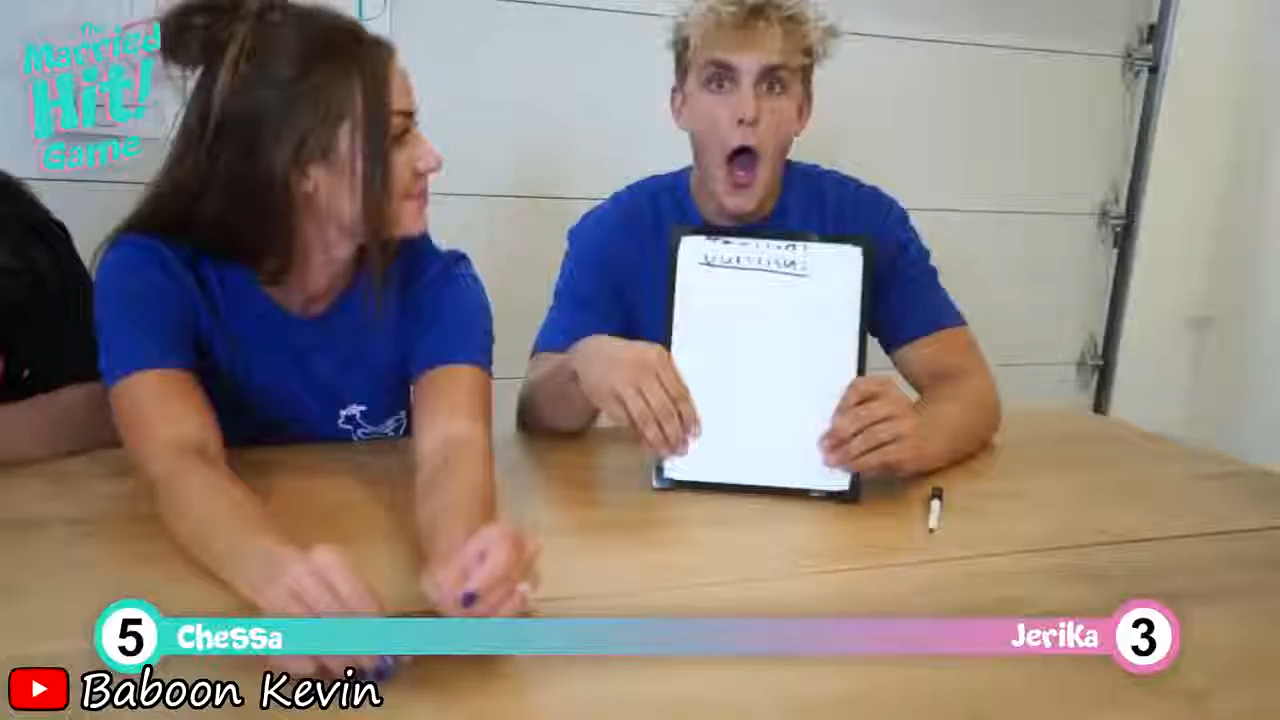 The
Married
Hit!
Game
5 Chessa
Jerika 3
Baboon Kevin